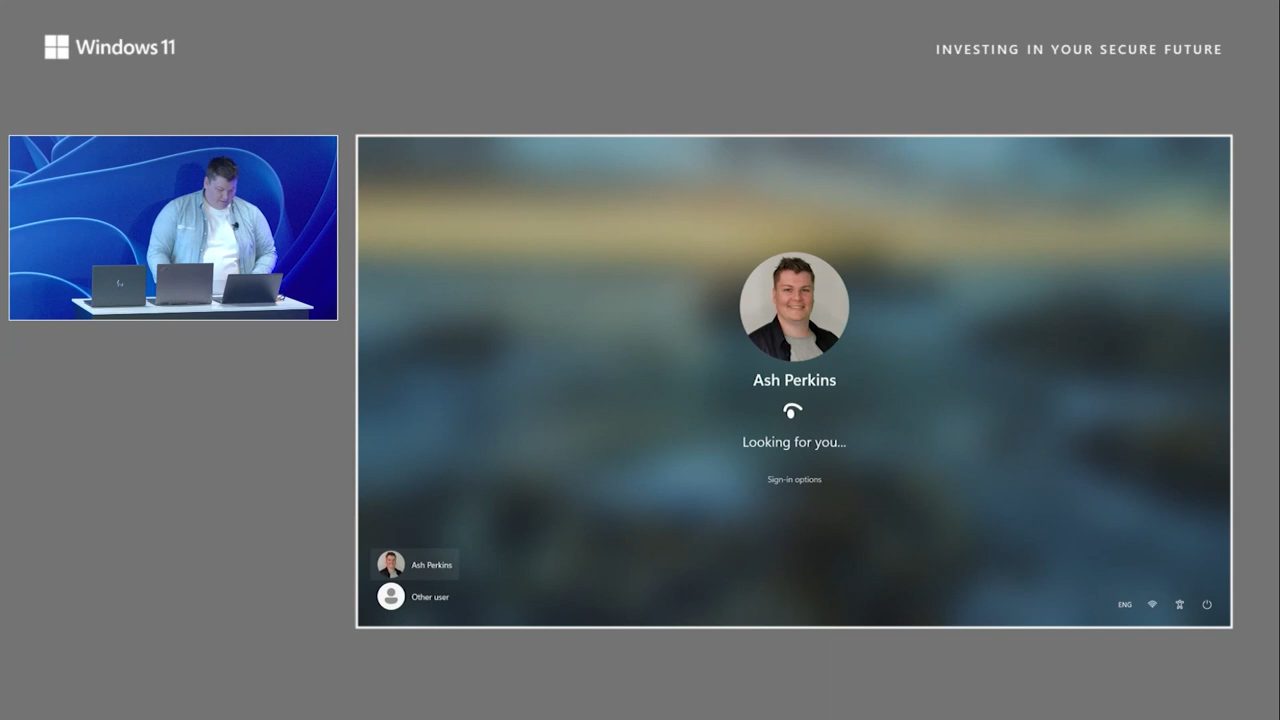 Windows 11
INVESTING IN YOUR SECURE FUTURE
Ash Perkins
Looking for you...
Sign-in options
Ash Perkins
Other user
ENG